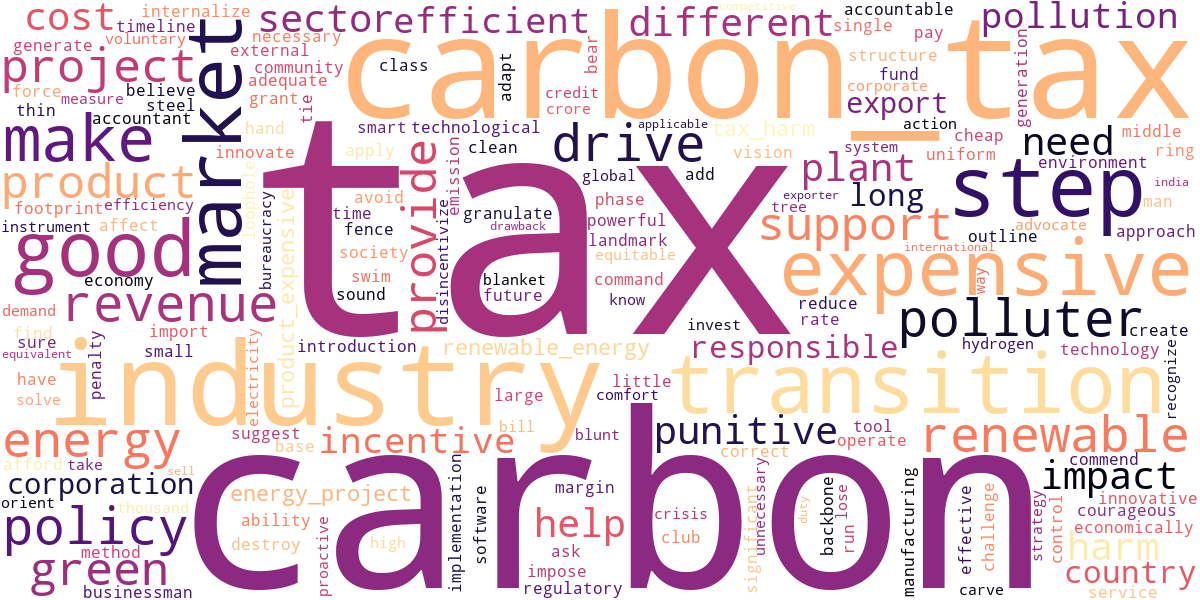 cost
timeline
internalize
sector
efficient
different
competitive
single
accountable
pollution
generate
voluntary
necessary
external
pay
project
market
community
class
adapt
bear
carbon_tax
structure
generation
force
measure
believe
steel
adequate
grant
tie
credit
crore
fund
corporate
export
thin
accountant
hand
smart
technological
applicable
tax_harm
action
system
cheap
need
middle
ring
make
innovate
apply
clean
drive
vision
uniform
environment
product
loophole
product_expensive
bureaucracy
tax
avoid
provide
emission
global
add
plant
long
step
india
man
footprint
efficiency
instrument
affect
time
fence
disincentivize
granulate
drawback
phase
powerful
landmark
exporter
tree
support
outline
advocate
approach
good
society
equitable
international
way
economy
swim
sound
blanket
future
command
know
expensive
demand
revenue
invest
reduce
rate
polluter
create
find
sure
import
equivalent
small
penalty
introduction
renewable_energy
responsible
hydrogen
technology
recognize
have
solve
industry
electricity
large
little
comfort
transition
energy
suggest
base
incentive
bill
blunt
punitive
tool
operate
renewable
afford
take
sell
correct
corporation
commend
impact
orient
thousand
carbon
energy_project
implementation
software
margin
significant
unnecessary
duty
backbone
run
lose
manufacturing
effective
challenge
strategy
control
innovative
courageous
economically
policy
ability
destroy
proactive
high
help
crisis
club
harm
method
green
businessman
ask
impose
regulatory
carve
country
service